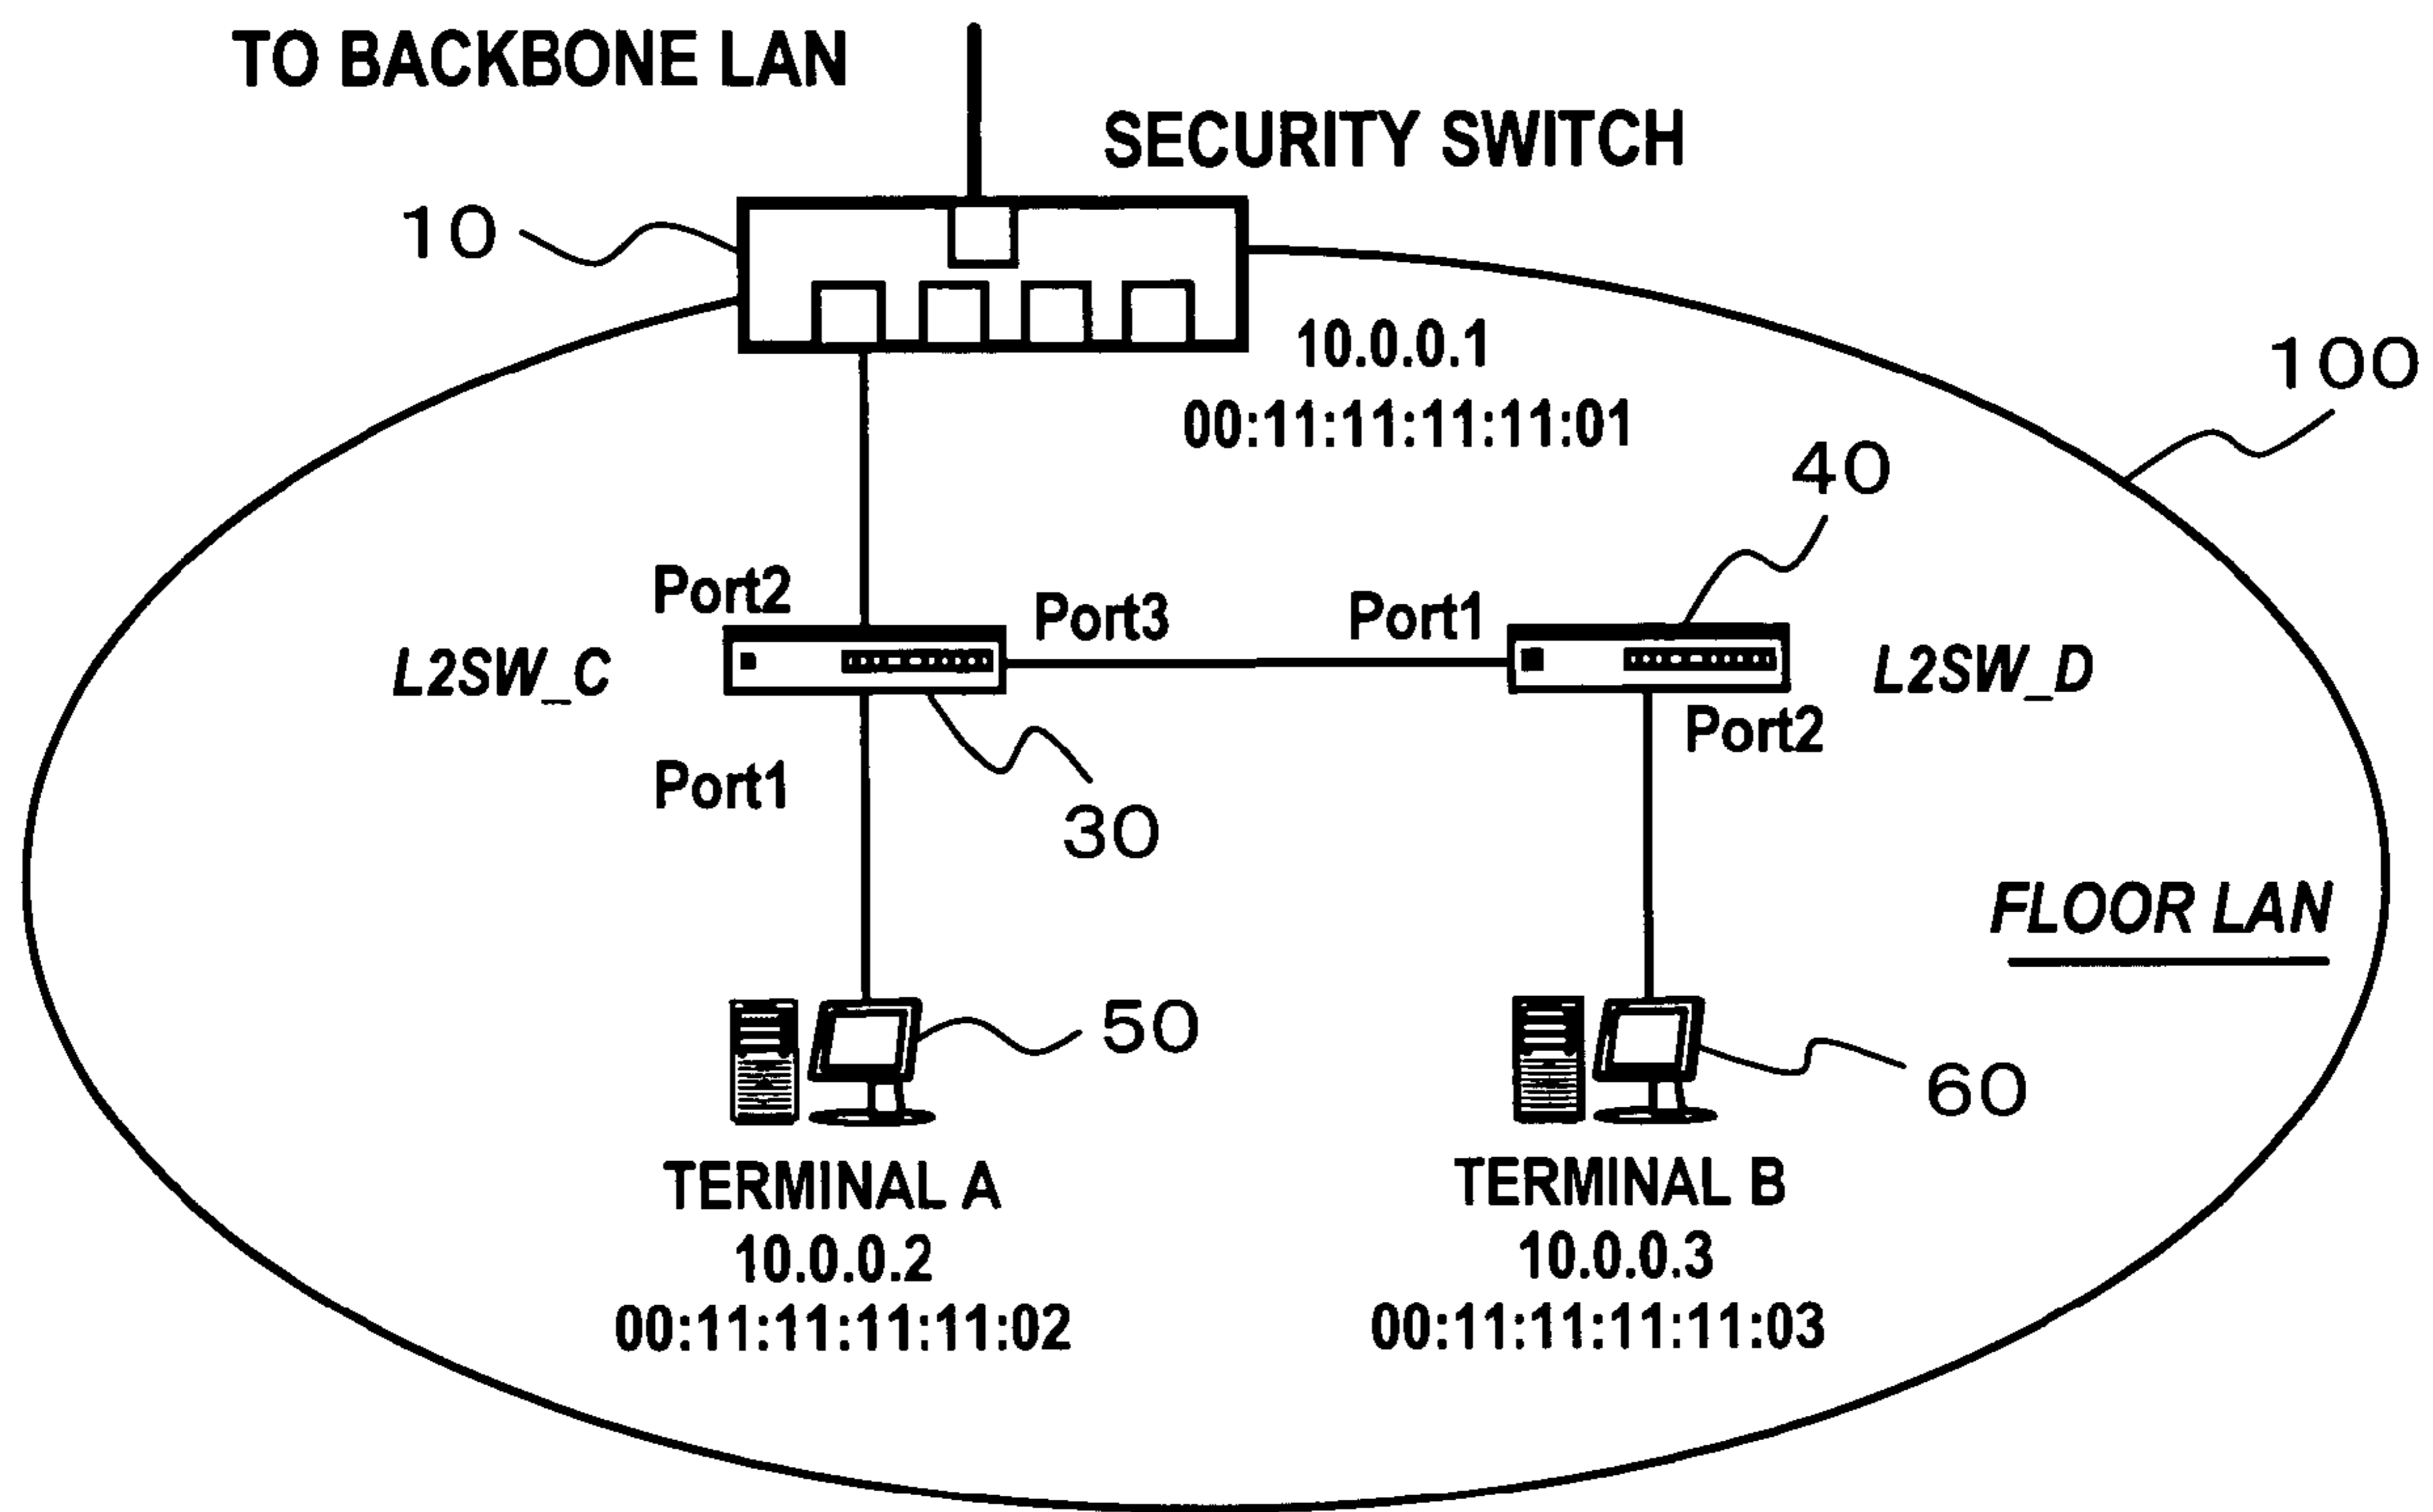 TO BACKBONE LAN
SECURITY SWITCH
10
10.0.0.1
00:11:11:11:11:01
100
40
Port2
Port3
Port1
L2SW_C
L2SW_D
Port2
Port1
30
FLOOR LAN
50
60
TERMINAL A
10.0.0.2
00:11:11:11:11:02
TERMINAL B
10.0.0.3
00:11:11:11:11:03